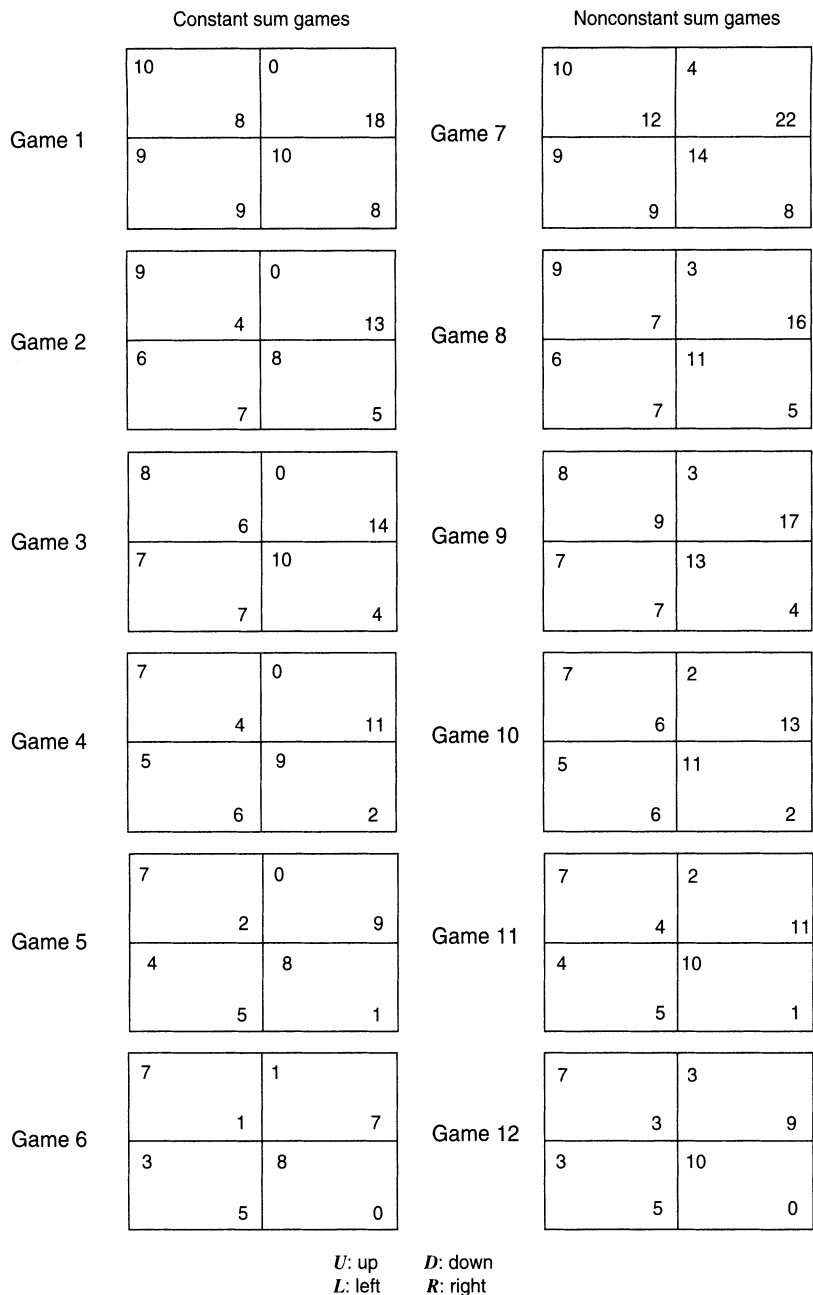 Constant sum games Nonconstant sum games
10 0 10 4
8 18 12 22
Game 1 Game 7
9 10 9 14
9 8 9 8
9 0 9 3
4 13 7 16
Game 2 Game 8
6 8 6 11
7 5 7 5
8 0 8 3
6 14 9 17
Game 3 Game 9
7 10 7 13
7 4 7 4
7 0 7 2
4 11 6 13
Game 4 Game 10
5 9 5 11
6 2 6 2
7 0 7 2
2 9 4 11
Game 5 Game 11
4 8 4 10
5 1 5 1
7 1 7 3
1 7 3 9
Game 6 Game 12
3 8 3 10
5 0 5 0
U: up D: down
L: left R: right